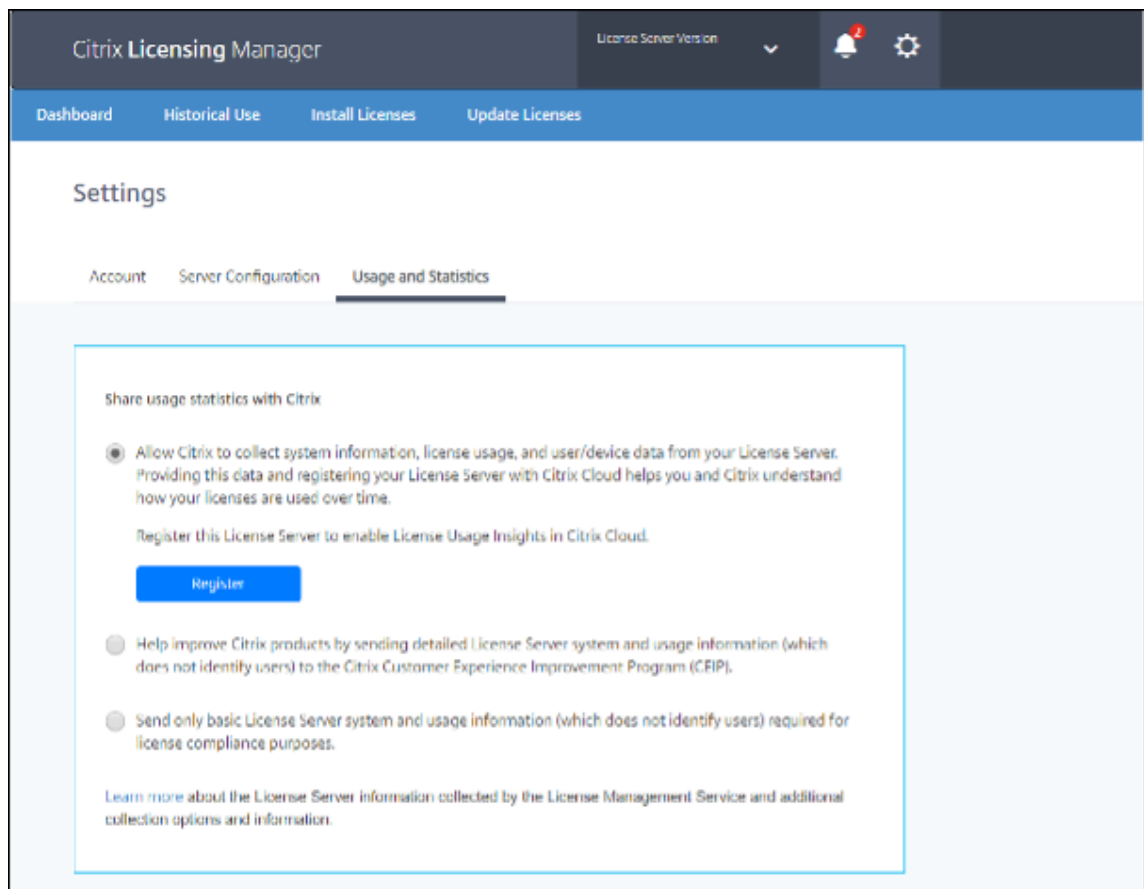 Citrix Licensing Manager
License Server Version
2
Dashboard Historical Use Install Licenses Update Licenses
Settings
Account Server Configuration Usage and Statistics
Share usage statistics with Citrix
Allow Citrix to collect system information, license usage, and user/device data from your License Server.
Providing this data and registering your License Server with Citrix Cloud helps you and Citrix understand
how your licenses are used over time.
Register this License Server to enable License Usage Insights in Citrix Cloud.
Register
Help improve Citrix products by sending detailed License Server system and usage information (which
does not identify users) to the Citrix Customer Experience Improvement Program (CEIP).
Send only basic License Server system and usage information (which does not identify users) required for
license compliance purposes.
Learn more about the License Server information collected by the License Management Service and additional
collection options and information.